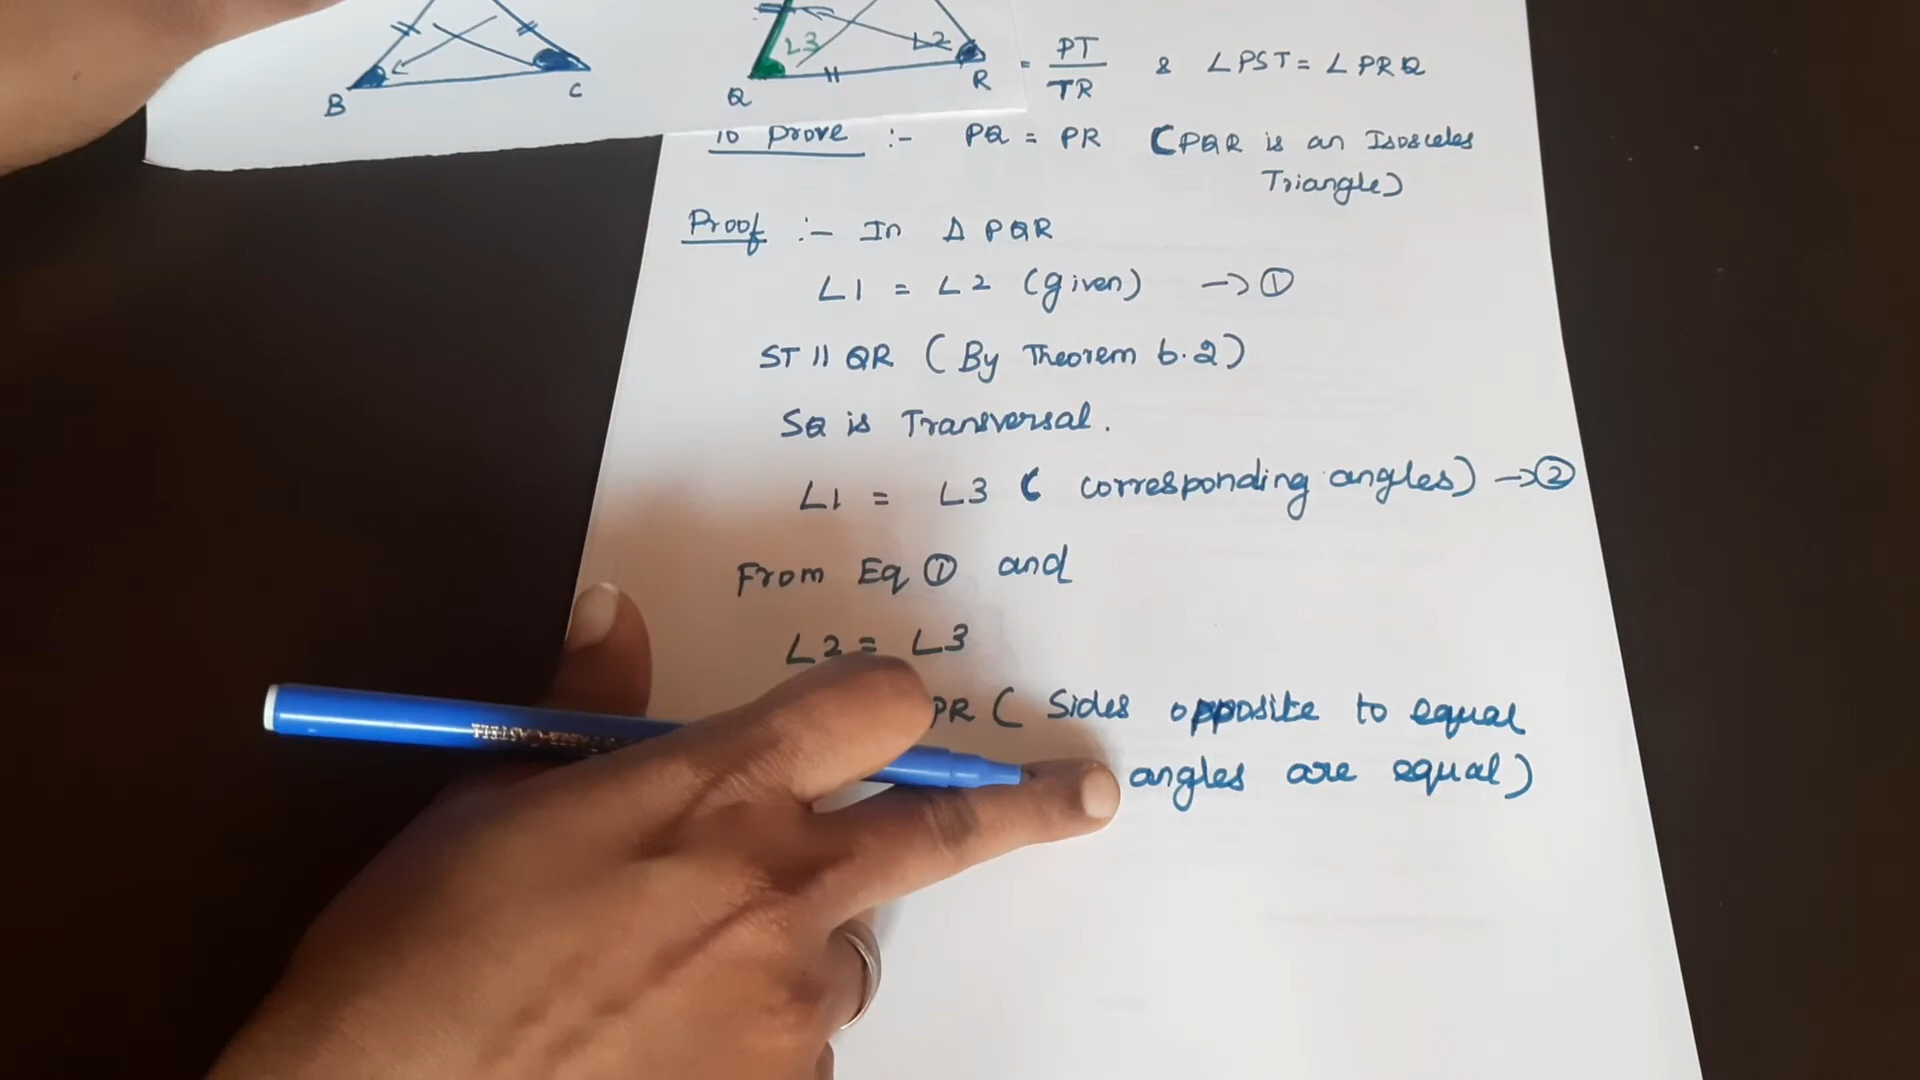 B
C
Q
R
∠3
∠2
= PT/TR & ∠PST = ∠PRQ
To prove :- PQ = PR (PQR is an Isosceles
Triangle)
Proof :- In Δ PQR
∠1 = ∠2 (given) → ①
ST || QR (By Theorem 6.2)
SQ is Transversal.
∠1 = ∠3 (corresponding angles) → ②
From Eq ① and
∠2 = ∠3
PR (Sides opposite to equal
angles are equal)